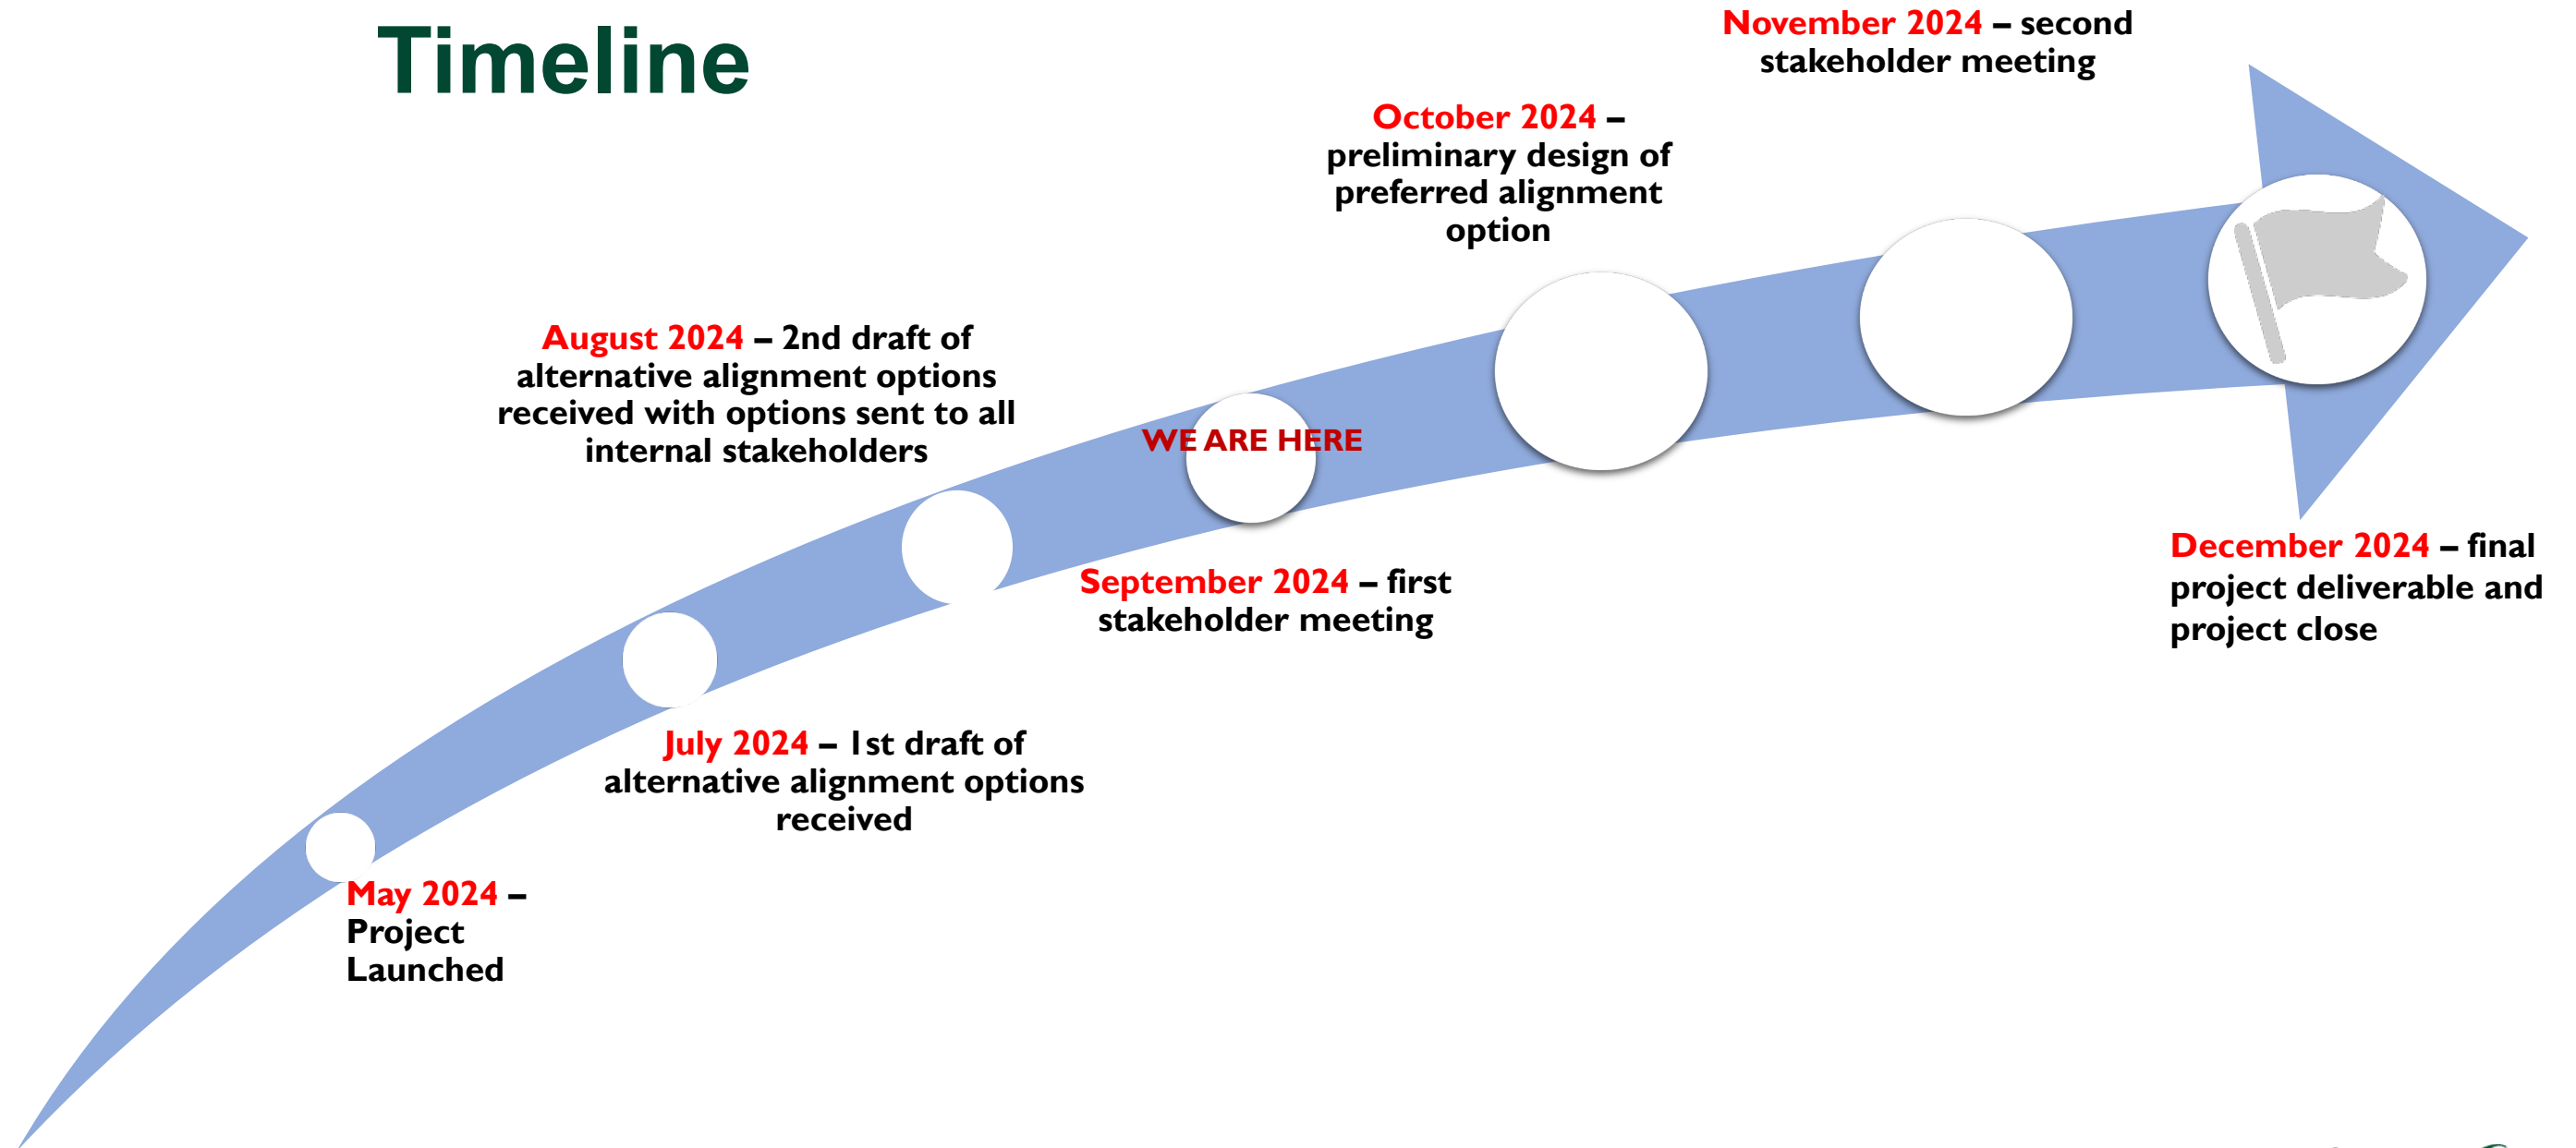 Timeline
November 2024 – second
stakeholder meeting
October 2024 –
preliminary design of
preferred alignment
option
August 2024 – 2nd draft of
alternative alignment options
received with options sent to all
internal stakeholders
WE ARE HERE
September 2024 – first
stakeholder meeting
December 2024 – final
project deliverable and
project close
July 2024 – 1st draft of
alternative alignment options
received
May 2024 –
Project
Launched